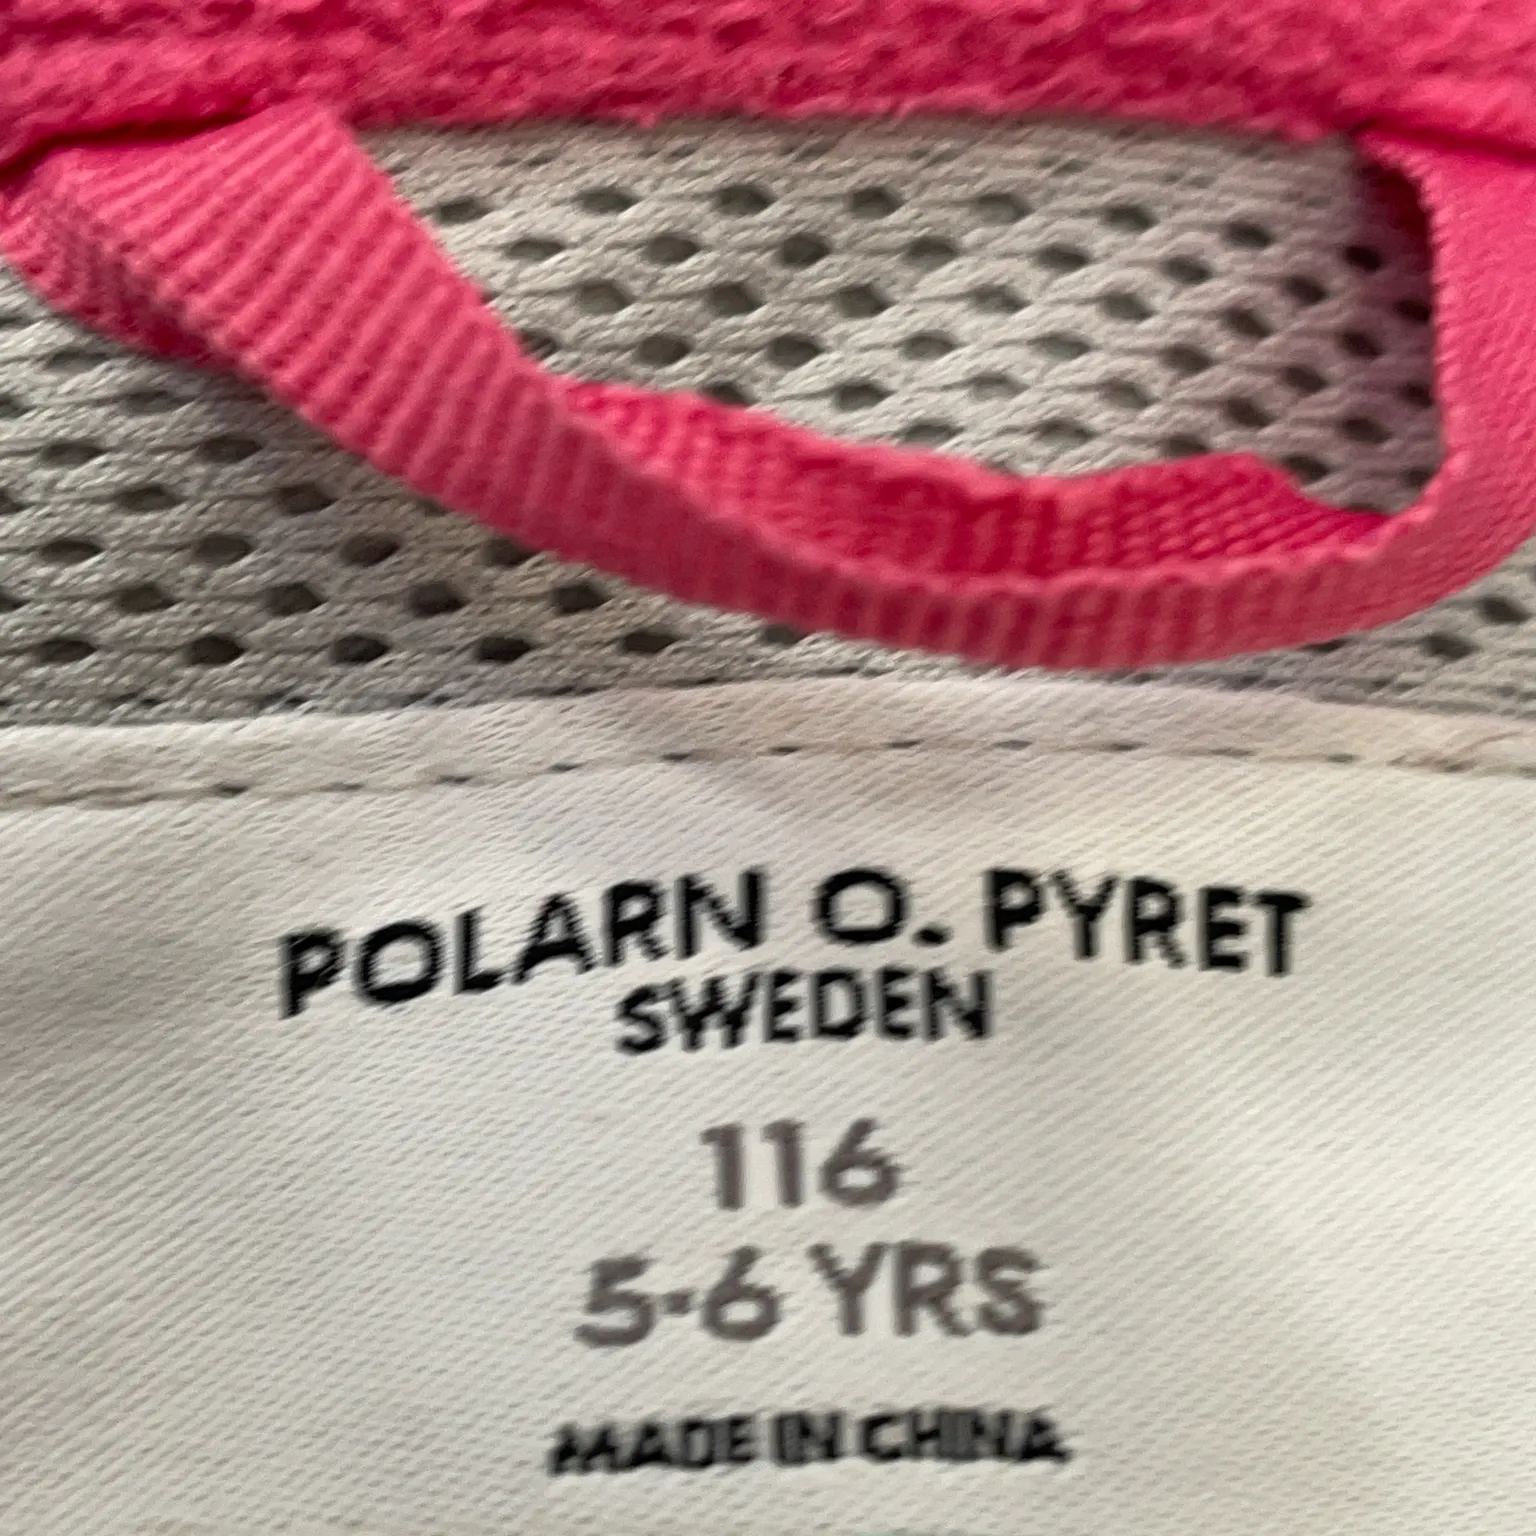 POLARN O. PYRET
SWEDEN
116
5-6 YRS
MADE IN CHINA